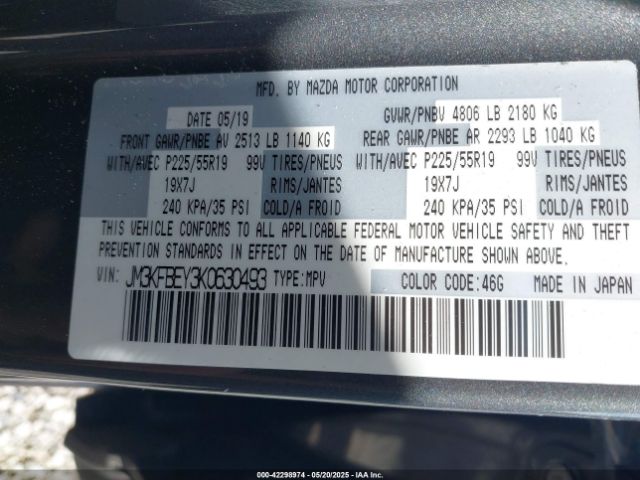 MFD. BY MAZDA MOTOR CORPORATION
DATE 05/19 GVWR/PNBV 4806 LB 2180 KG
FRONT GAWR/PNBE AV 2513 LB 1140 KG REAR GAWR/PNBE AR 2293 LB 1040 KG
WITH/AVEC P225/55R19 99V TIRES/PNEUS WITH/AVEC P225/55R19 99V TIRES/PNEUS
19X7J RIMS/JANTES 19X7J RIMS/JANTES
240 KPA/35 PSI COLD/A FROID 240 KPA/35 PSI COLD/A FROID
THIS VEHICLE CONFORMS TO ALL APPLICABLE FEDERAL MOTOR VEHICLE SAFETY AND THEFT
PREVENTION STANDARDS IN EFFECT ON THE DATE OF MANUFACTURE SHOWN ABOVE.
VIN: JM3KFBEY3K0630493 TYPE: MPV COLOR CODE: 46G MADE IN JAPAN
000-42298974 - 05/20/2025 - IAA Inc.